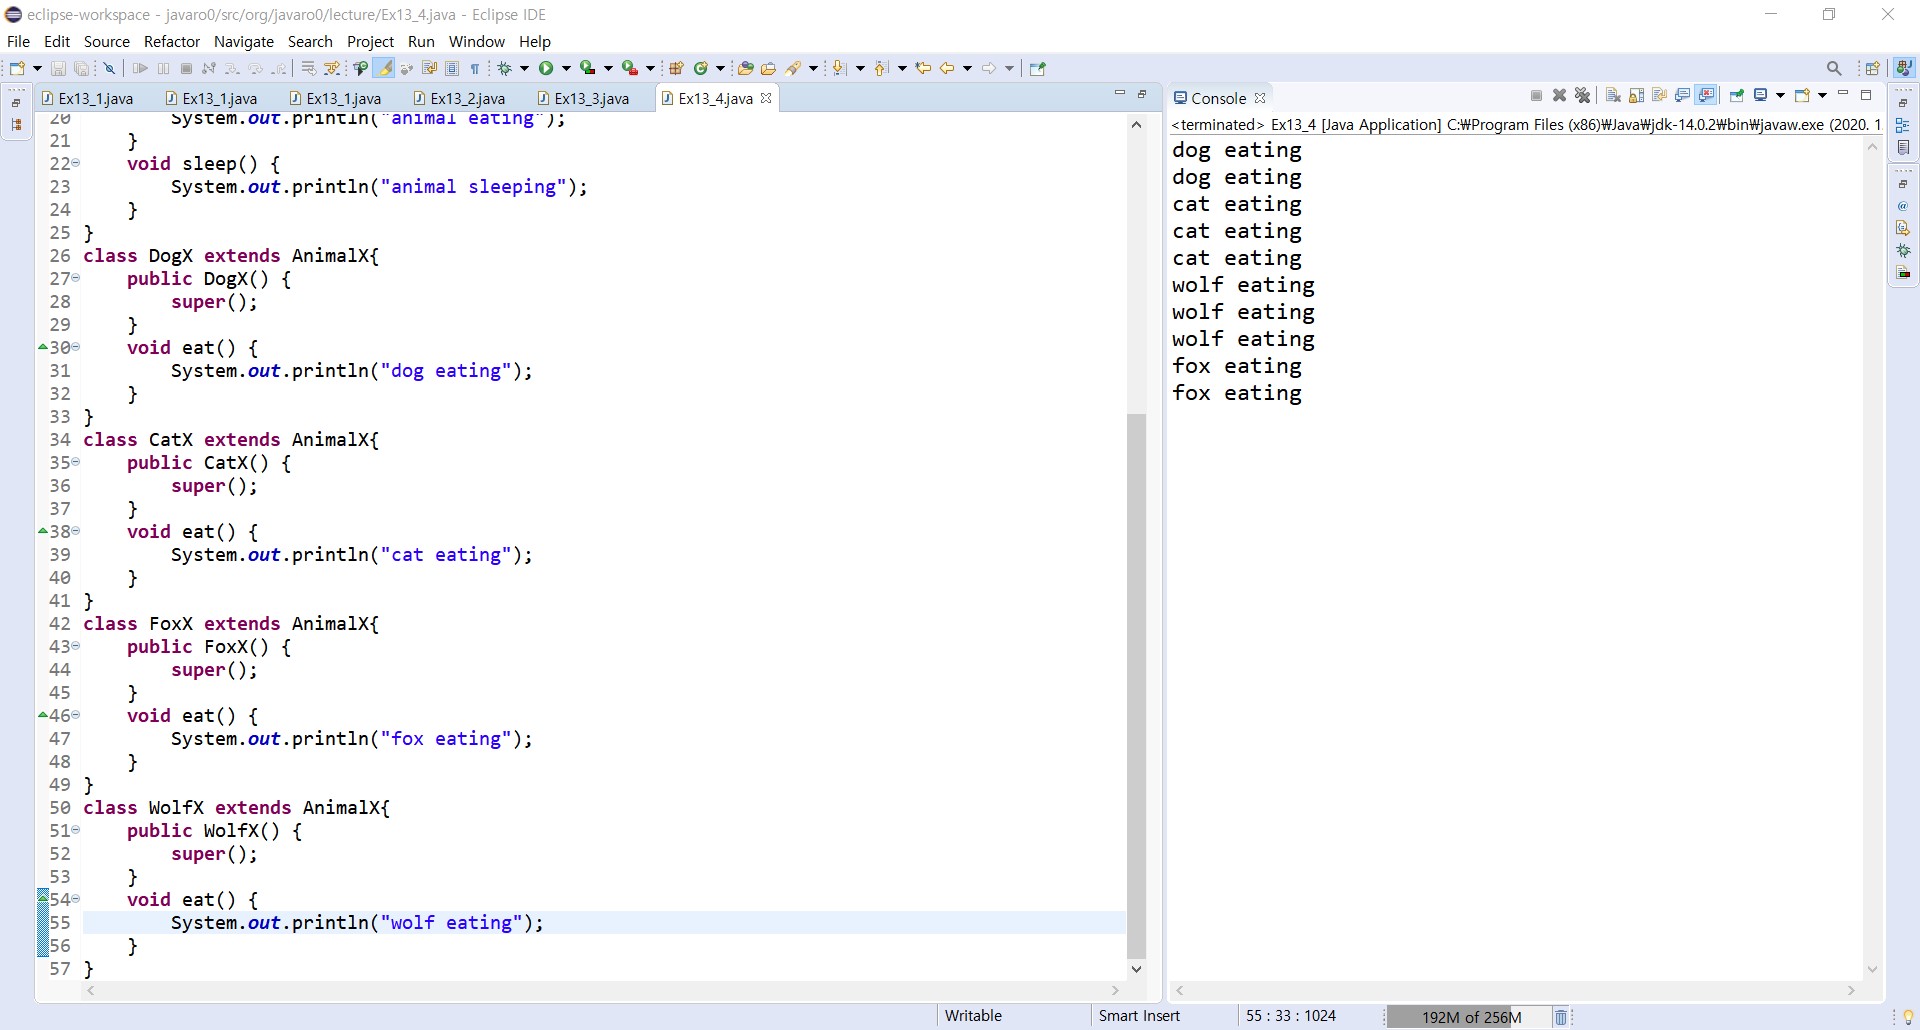 eclipse-workspace - javaro0/src/org/javaro0/lecture/Ex13_4.java - Eclipse IDE
File Edit Source Refactor Navigate Search Project Run Window Help
Ex13_1.java Ex13_1.java Ex13_1.java Ex13_2.java Ex13_3.java Ex13_4.java
20 System.out.println("animal eating");
21 }
22 void sleep() {
23 System.out.println("animal sleeping");
24 }
25 }
26 class DogX extends AnimalX{
27 public DogX() {
28 super();
29 }
30 void eat() {
31 System.out.println("dog eating");
32 }
33 }
34 class CatX extends AnimalX{
35 public CatX() {
36 super();
37 }
38 void eat() {
39 System.out.println("cat eating");
40 }
41 }
42 class FoxX extends AnimalX{
43 public FoxX() {
44 super();
45 }
46 void eat() {
47 System.out.println("fox eating");
48 }
49 }
50 class WolfX extends AnimalX{
51 public WolfX() {
52 super();
53 }
54 void eat() {
55 System.out.println("wolf eating");
56 }
57 }
Console
<terminated> Ex13_4 [Java Application] C:₩Program Files (x86)₩Java₩jdk-14.0.2₩bin₩javaw.exe (2020. 1
dog eating
dog eating
cat eating
cat eating
cat eating
wolf eating
wolf eating
wolf eating
fox eating
fox eating
Writable Smart Insert 55 : 33 : 1024 192M of 256M